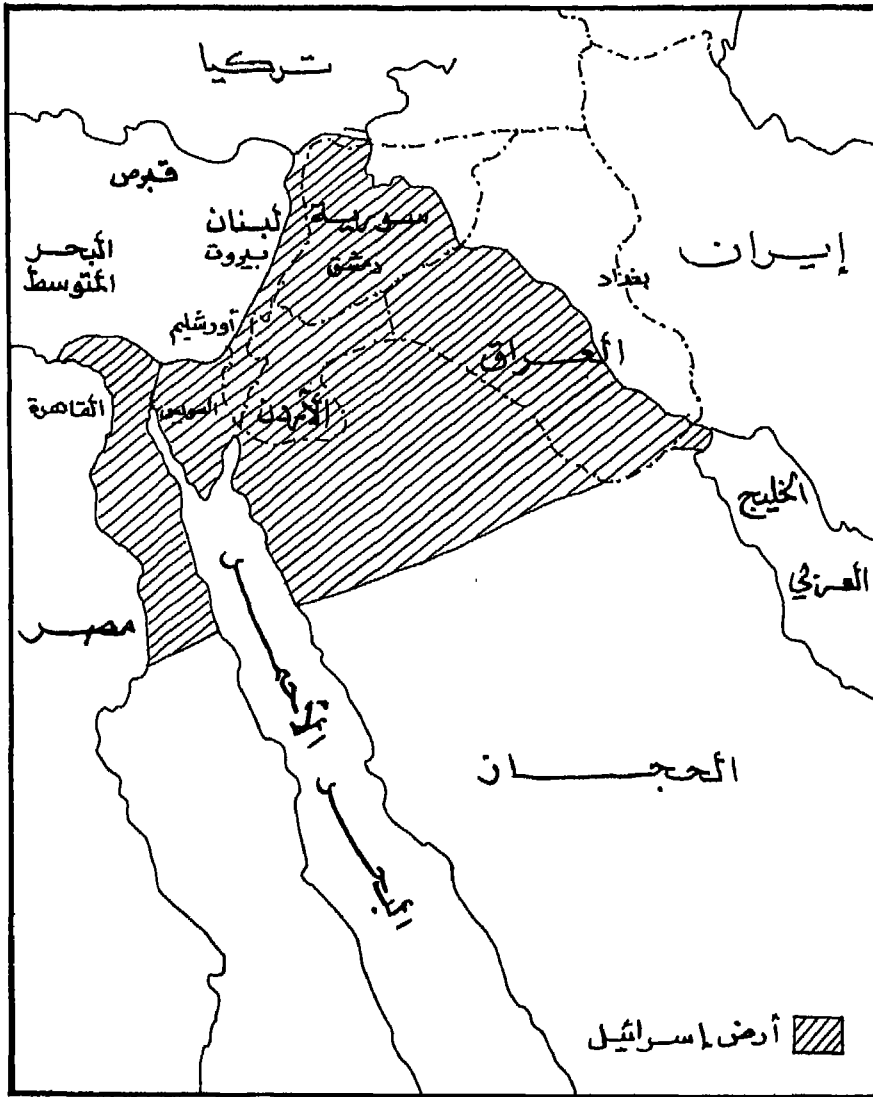 تركيا
قبرص
لبنان
بيروت
سورية
دمشق
البحر
المتوسط
إيران
بغداد
أورشليم
العراق
القاهرة
السويس
الأردن
الخليج
العربي
مصر
البحر
الأحمر
الحجاز
أرض إسرائيل